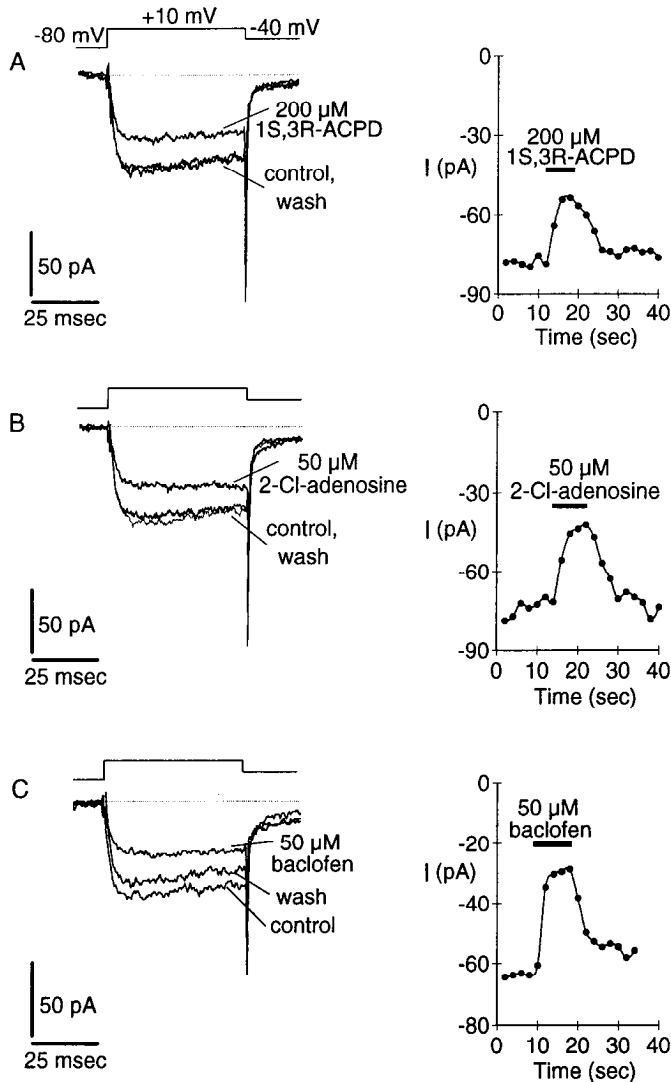 A
-80 mV
+10 mV
-40 mV
200 µM
1S,3R-ACPD
control,
wash
50 pA
25 msec
0
-30
-60
-90
I (pA)
200 µM
1S,3R-ACPD
0 10 20 30 40
Time (sec)
B
50 µM
2-Cl-adenosine
control,
wash
50 pA
25 msec
0
-30
-60
-90
I (pA)
50 µM
2-Cl-adenosine
0 10 20 30 40
Time (sec)
C
50 µM
baclofen
wash
control
50 pA
25 msec
0
-20
-40
-60
-80
I (pA)
50 µM
baclofen
0 10 20 30 40
Time (sec)